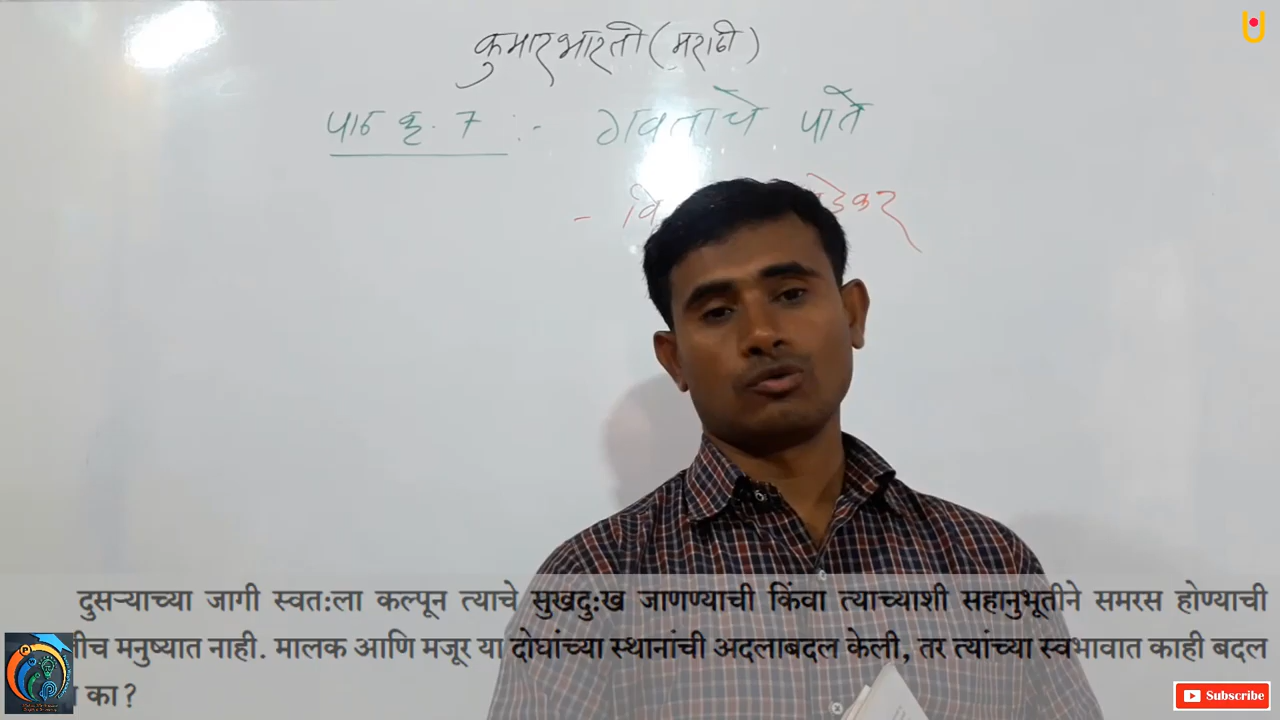 कुमारभारती (मराठी)
पाठ क्र. 7 :- गवताचे पाते
-
दुसऱ्याच्या जागी स्वत:ला कल्पून त्याचे सुखदु:ख जाणण्याची किंवा त्याच्याशी सहानुभूतीने समरस होण्याची
मनुष्यात नाही. मालक आणि मजूर या दोघांच्या स्थानांची अदलाबदल केली, तर त्यांच्या स्वभावात काही बदल
का?
Subscribe